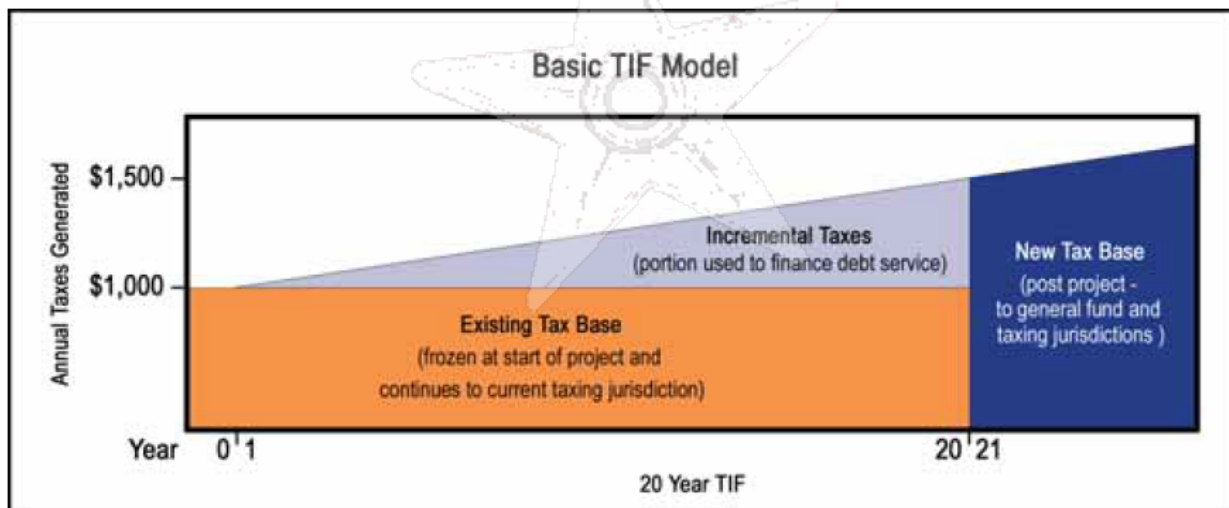 Basic TIF Model
Annual Taxes Generated
$1,500
$1,000
Incremental Taxes
(portion used to finance debt service)
Existing Tax Base
(frozen at start of project and
continues to current taxing jurisdiction)
New Tax Base
(post project -
to general fund and
taxing jurisdictions )
Year 0 1 20 21
20 Year TIF